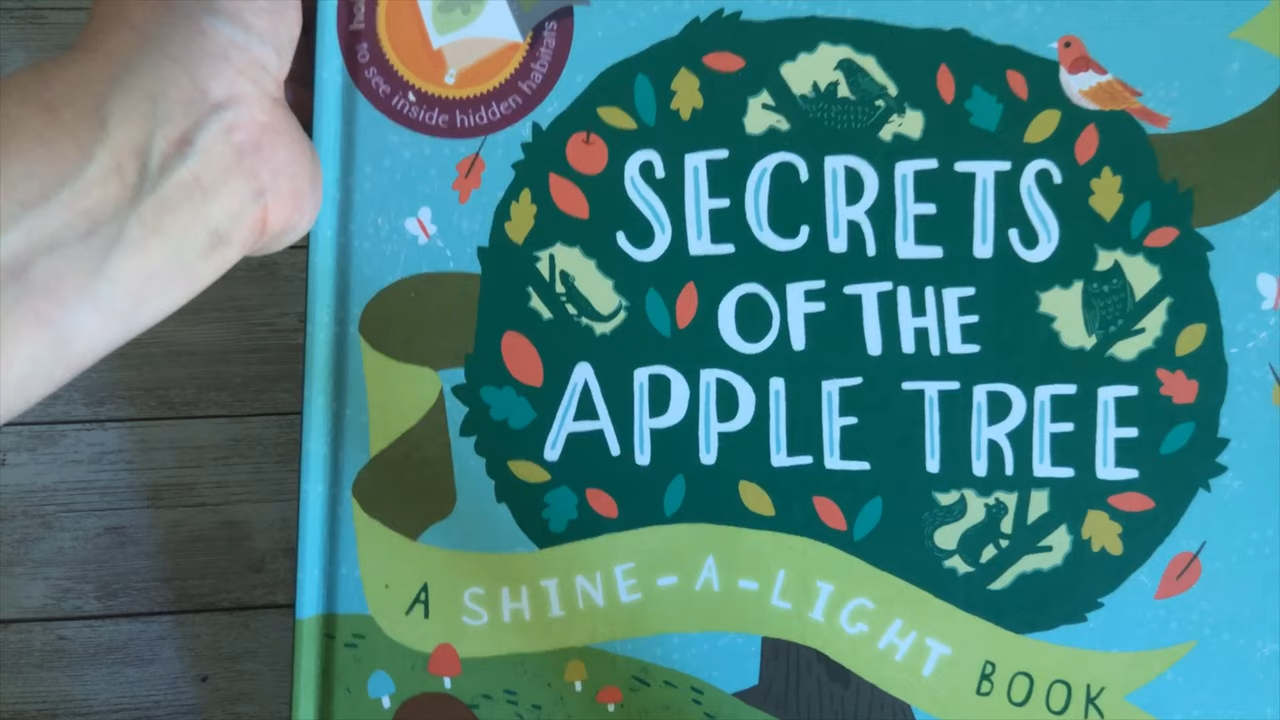 to see inside hidden habitats
SECRETS
OF THE
APPLE TREE
A SHINE-A-LIGHT BOOK